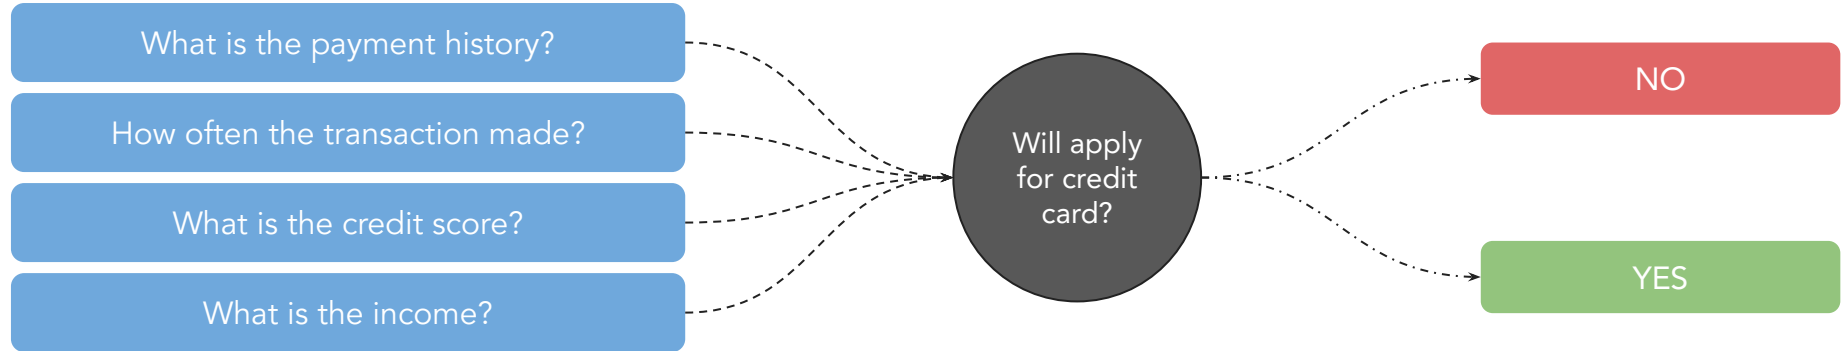 What is the payment history?
How often the transaction made?
What is the credit score?
What is the income?
Will apply
for credit
card?
NO
YES